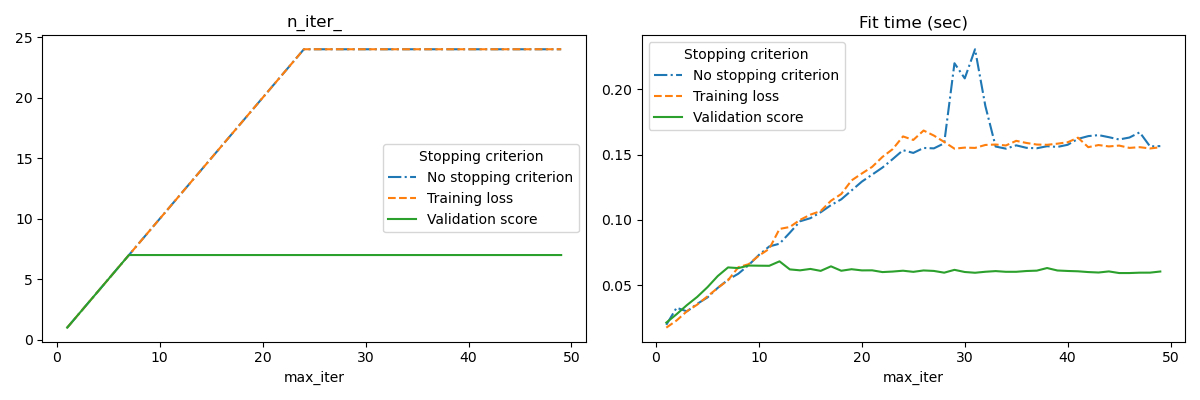 n_iter_
25
20
15
10
5
0
Stopping criterion
No stopping criterion
Training loss
Validation score
0 10 20 30 40 50
max_iter
Fit time (sec)
Stopping criterion
No stopping criterion
Training loss
Validation score
0.20
0.15
0.10
0.05
0 10 20 30 40 50
max_iter